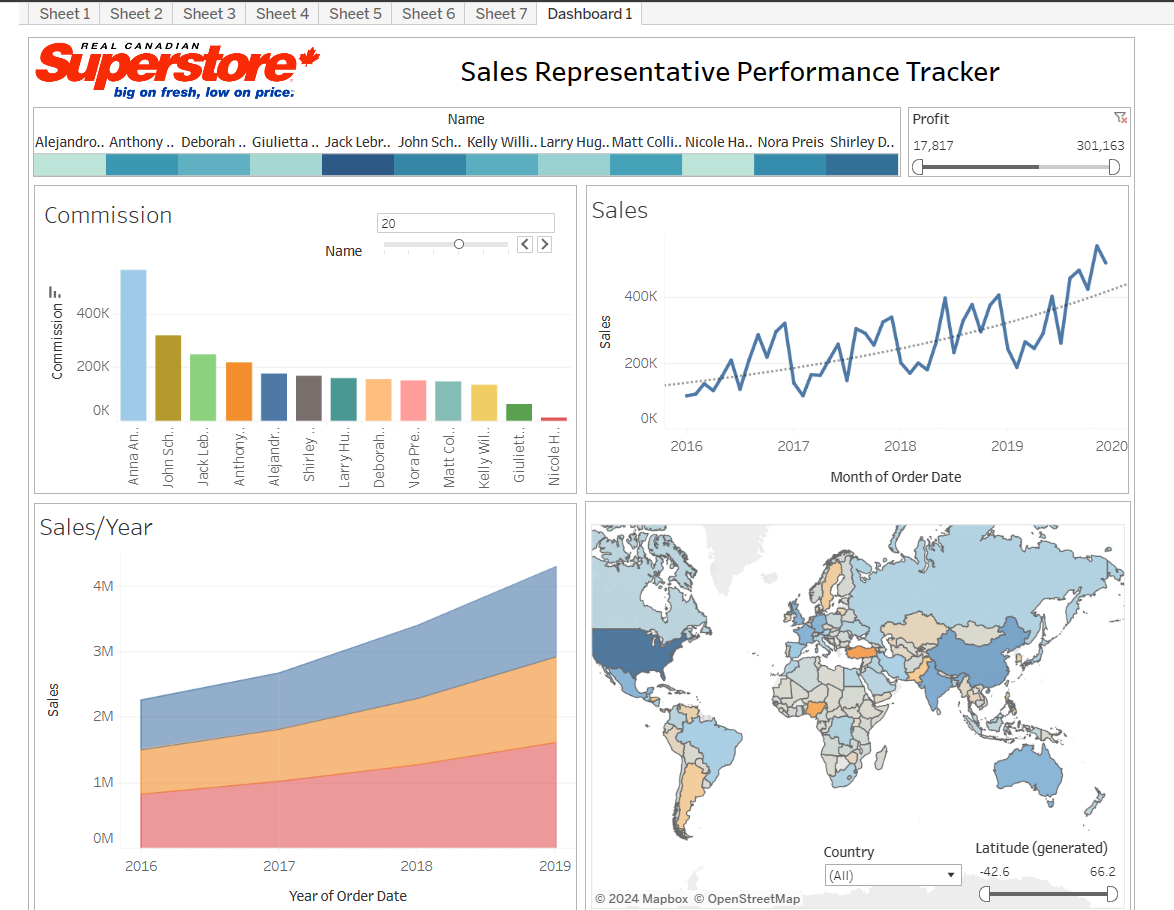 Sheet 1 Sheet 2 Sheet 3 Sheet 4 Sheet 5 Sheet 6 Sheet 7 Dashboard 1
REAL CANADIAN
Superstore
big on fresh, low on price.
Sales Representative Performance Tracker
Name
Alejandro.. Anthony .. Deborah .. Giulietta .. Jack Lebr.. John Sch.. Kelly Willi.. Larry Hug.. Matt Colli.. Nicole Ha.. Nora Preis Shirley D..
Profit
17,817 301,163
Commission
20
Name
Commission
400K
200K
0K
Anna An..
John Sch..
Jack Leb..
Anthony..
Alejandr..
Shirley ..
Larry Hu..
Deborah..
Nora Pre..
Matt Col..
Kelly Wil..
Giuliett..
Nicole H..
Sales
Sales
400K
200K
0K
2016 2017 2018 2019 2020
Month of Order Date
Sales/Year
Sales
4M
3M
2M
1M
0M
2016 2017 2018 2019
Year of Order Date
Country
(All)
Latitude (generated)
-42.6 66.2
© 2024 Mapbox © OpenStreetMap